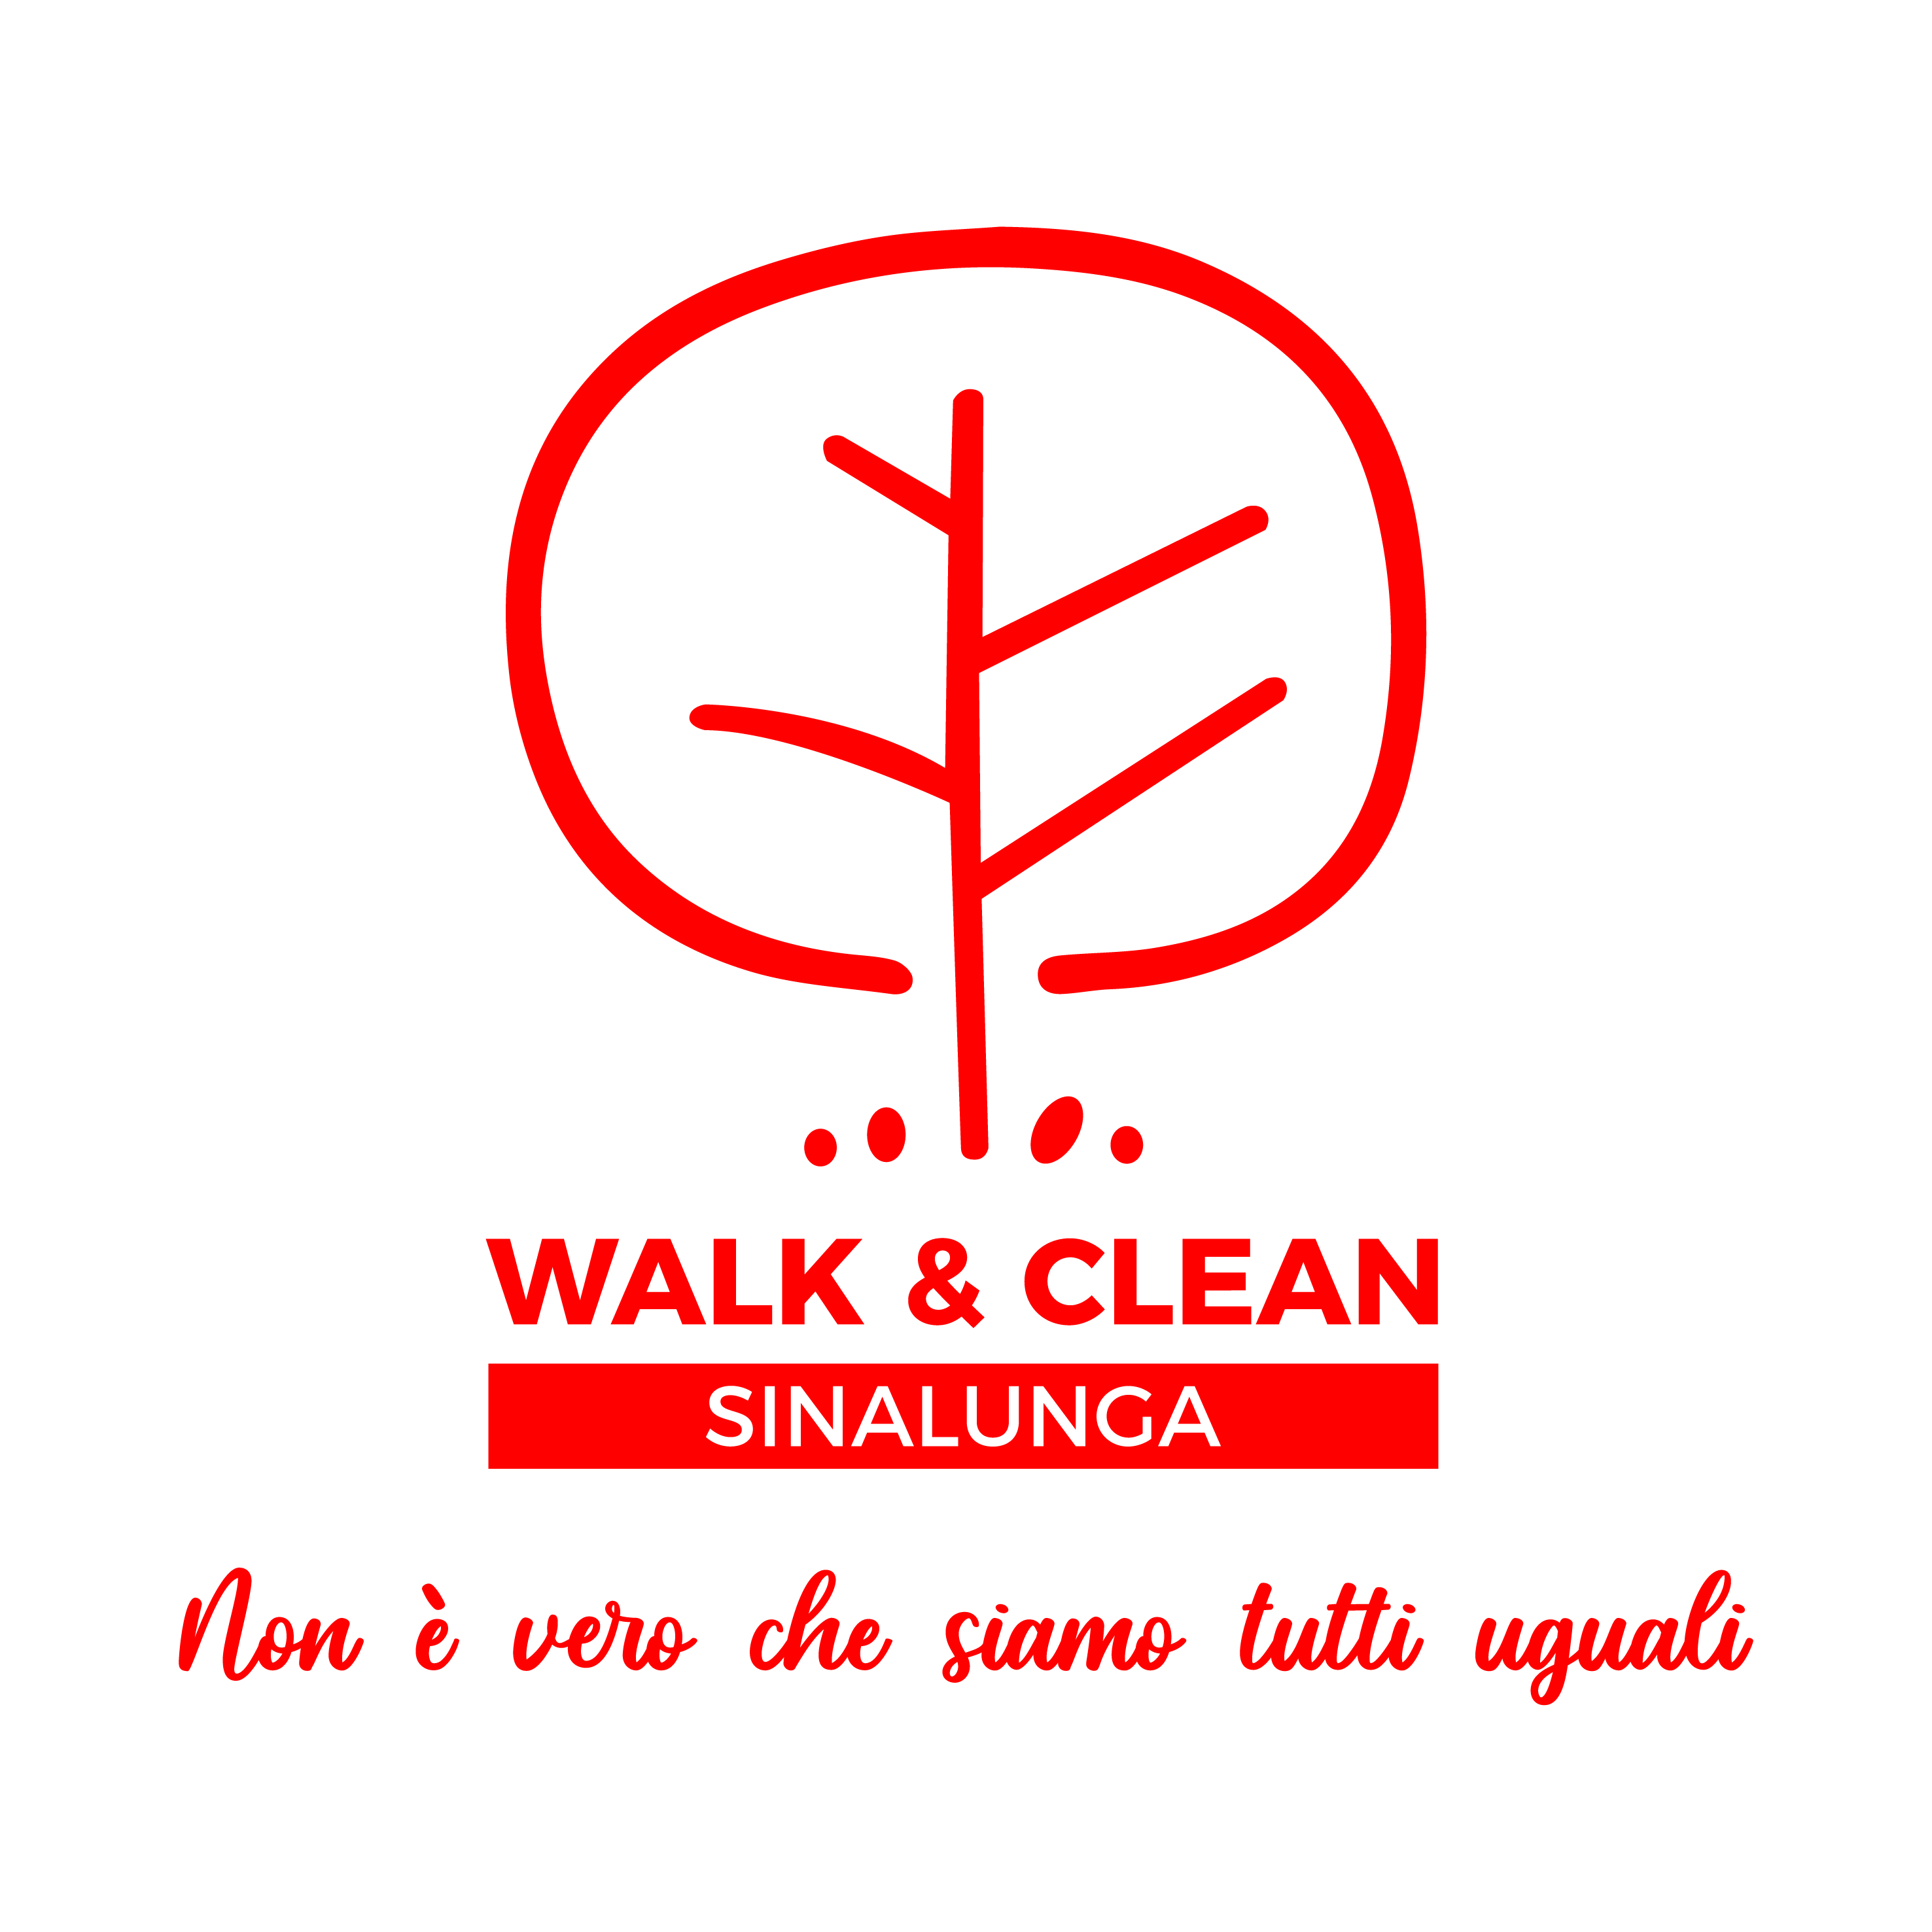 WALK & CLEAN
SINALUNGA
Non è vero che siamo tutti uguali